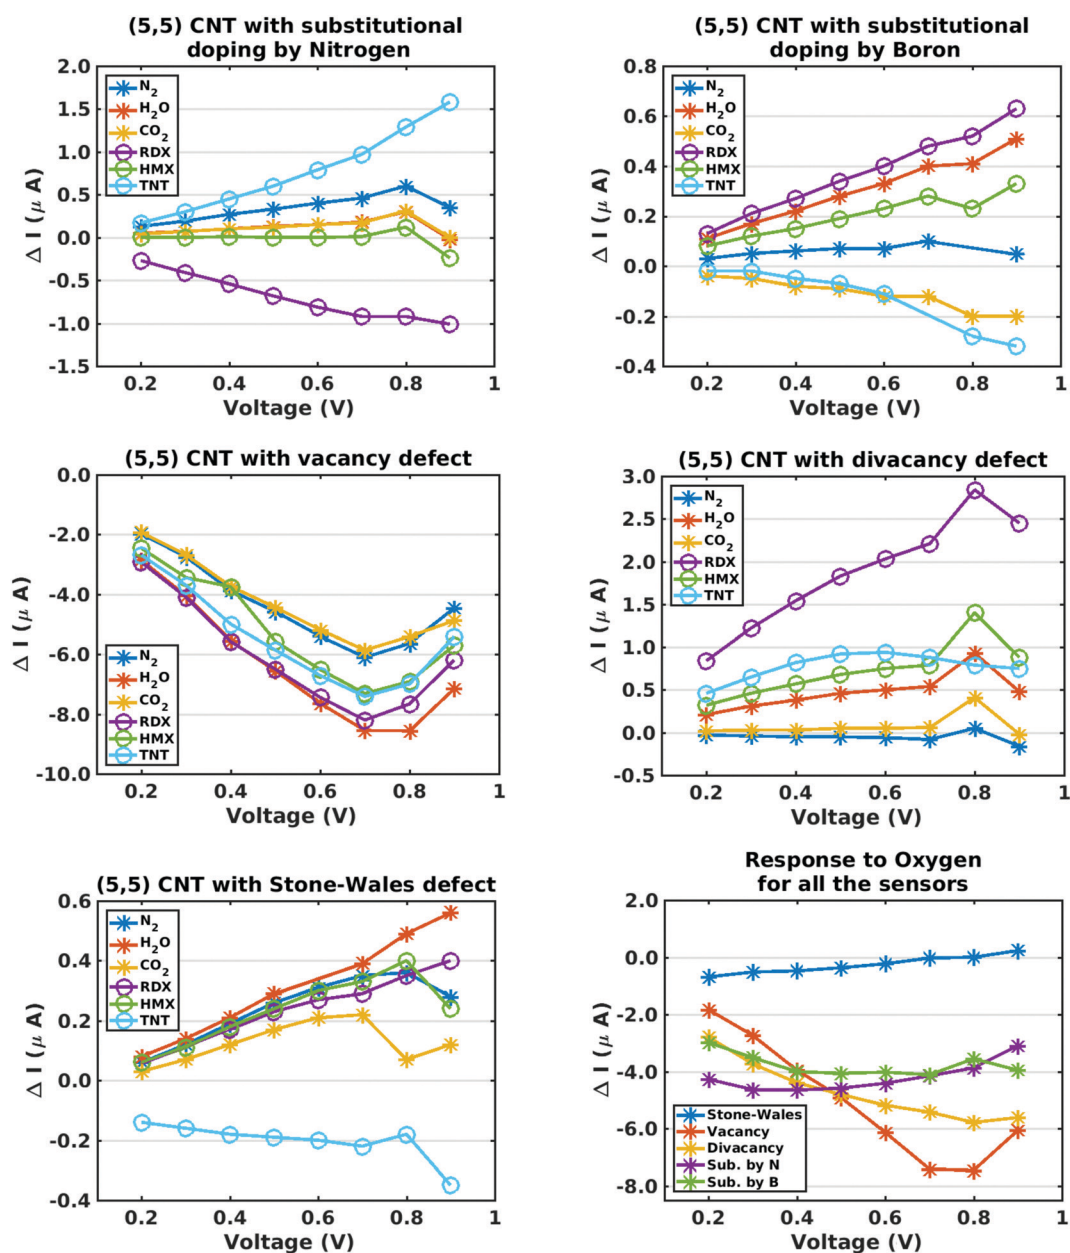 (5,5) CNT with substitutional
doping by Nitrogen
2.0
1.5
1.0
0.5
0.0
-0.5
-1.0
-1.5
Δ I (μ A)
N2
H2O
CO2
RDX
HMX
TNT
0.2 0.4 0.6 0.8 1
Voltage (V)
(5,5) CNT with substitutional
doping by Boron
0.8
0.6
0.4
0.2
0.0
-0.2
-0.4
Δ I (μ A)
N2
H2O
CO2
RDX
HMX
TNT
0.2 0.4 0.6 0.8 1
Voltage (V)
(5,5) CNT with vacancy defect
0.0
-2.0
-4.0
-6.0
-8.0
-10.0
Δ I (μ A)
N2
H2O
CO2
RDX
HMX
TNT
0.2 0.4 0.6 0.8 1
Voltage (V)
(5,5) CNT with divacancy defect
3.0
2.5
2.0
1.5
1.0
0.5
0.0
-0.5
Δ I (μ A)
N2
H2O
CO2
RDX
HMX
TNT
0.2 0.4 0.6 0.8 1
Voltage (V)
(5,5) CNT with Stone-Wales defect
0.6
0.4
0.2
0.0
-0.2
-0.4
Δ I (μ A)
N2
H2O
CO2
RDX
HMX
TNT
0.2 0.4 0.6 0.8 1
Voltage (V)
Response to Oxygen
for all the sensors
2.0
0.0
-2.0
-4.0
-6.0
-8.0
Δ I (μ A)
Stone-Wales
Vacancy
Divacancy
Sub. by N
Sub. by B
0.2 0.4 0.6 0.8 1
Voltage (V)